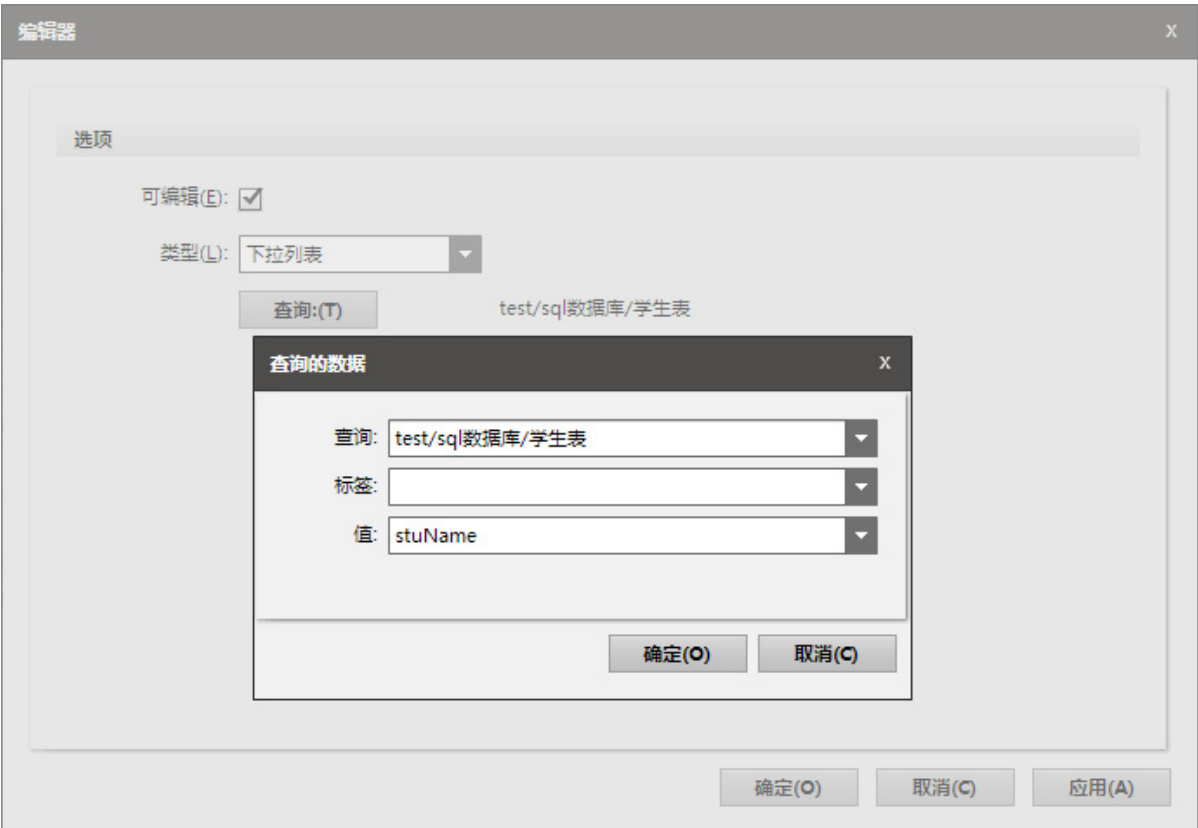 编辑器 x
选项
可编辑(E):
类型(L): 下拉列表
查询:(T) test/sql数据库/学生表
查询的数据 x
查询: test/sql数据库/学生表
标签:
值: stuName
确定(O) 取消(C)
确定(O) 取消(C) 应用(A)